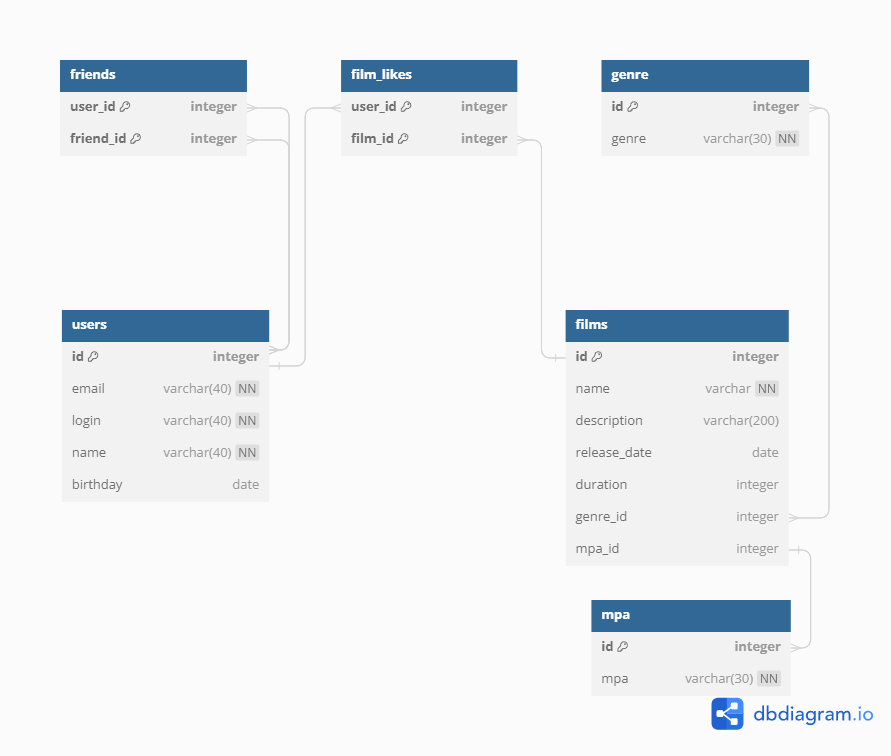 friends
user_id integer
friend_id integer
film_likes
user_id integer
film_id integer
genre
id integer
genre varchar(30) NN
users
id integer
email varchar(40) NN
login varchar(40) NN
name varchar(40) NN
birthday date
films
id integer
name varchar NN
description varchar(200)
release_date date
duration integer
genre_id integer
mpa_id integer
mpa
id integer
mpa varchar(30) NN
dbdiagram.io